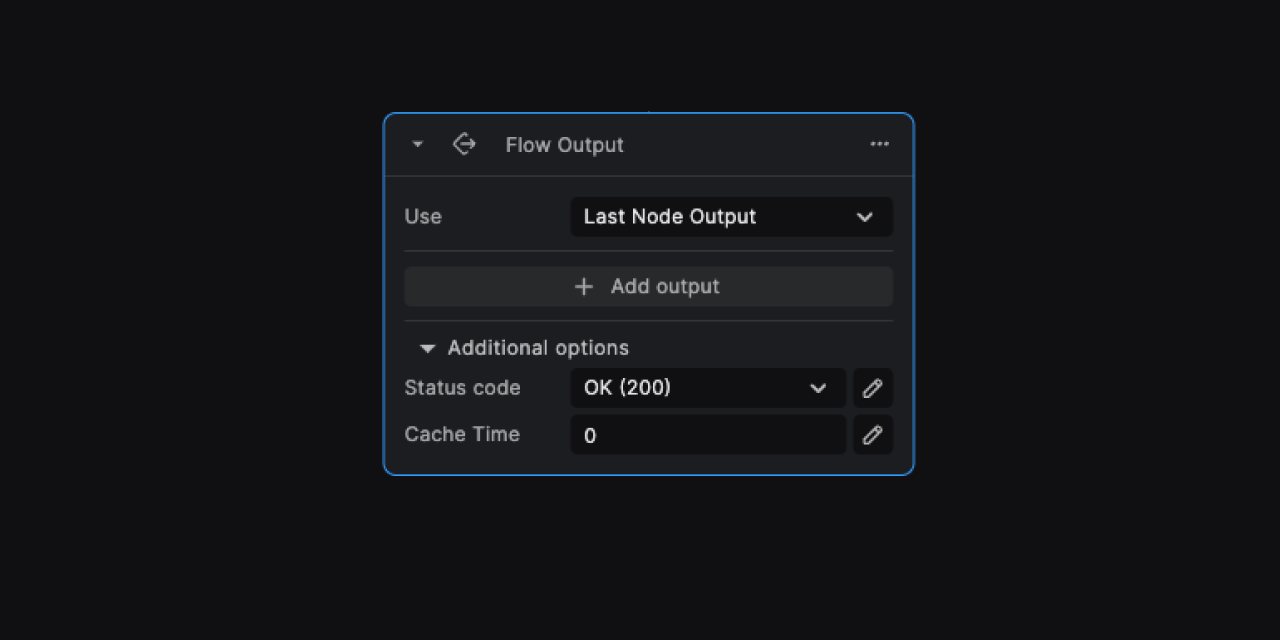 Flow Output
Use Last Node Output
Add output
Additional options
Status code OK (200)
Cache Time 0